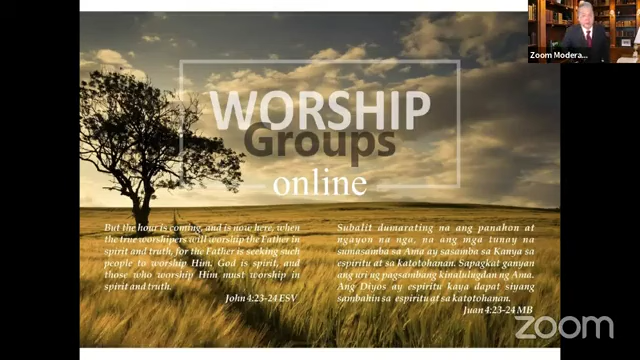 WORSHIP
Groups
online
But the hour is coming, and is now here, when
the true worshipers will worship the Father in
spirit and truth, for the Father is seeking such
people to worship Him. God is spirit, and
those who worship Him must worship in
spirit and truth.
John 4:23-24 ESV
Subalit dumarating na ang panahon at
ngayon na nga, na ang mga tunay na
sumasamba sa Ama ay sasamba sa Kanya sa
espiritu at sa katotohanan. Sapagkat ganyan
ang uri ng pagsambang kinalulugdan ng Ama.
Ang Diyos ay espiritu kaya dapat siyang
sambahin sa espiritu at sa katotohanan.
Juan 4:23-24 MB
Zoom Modera...
zoom